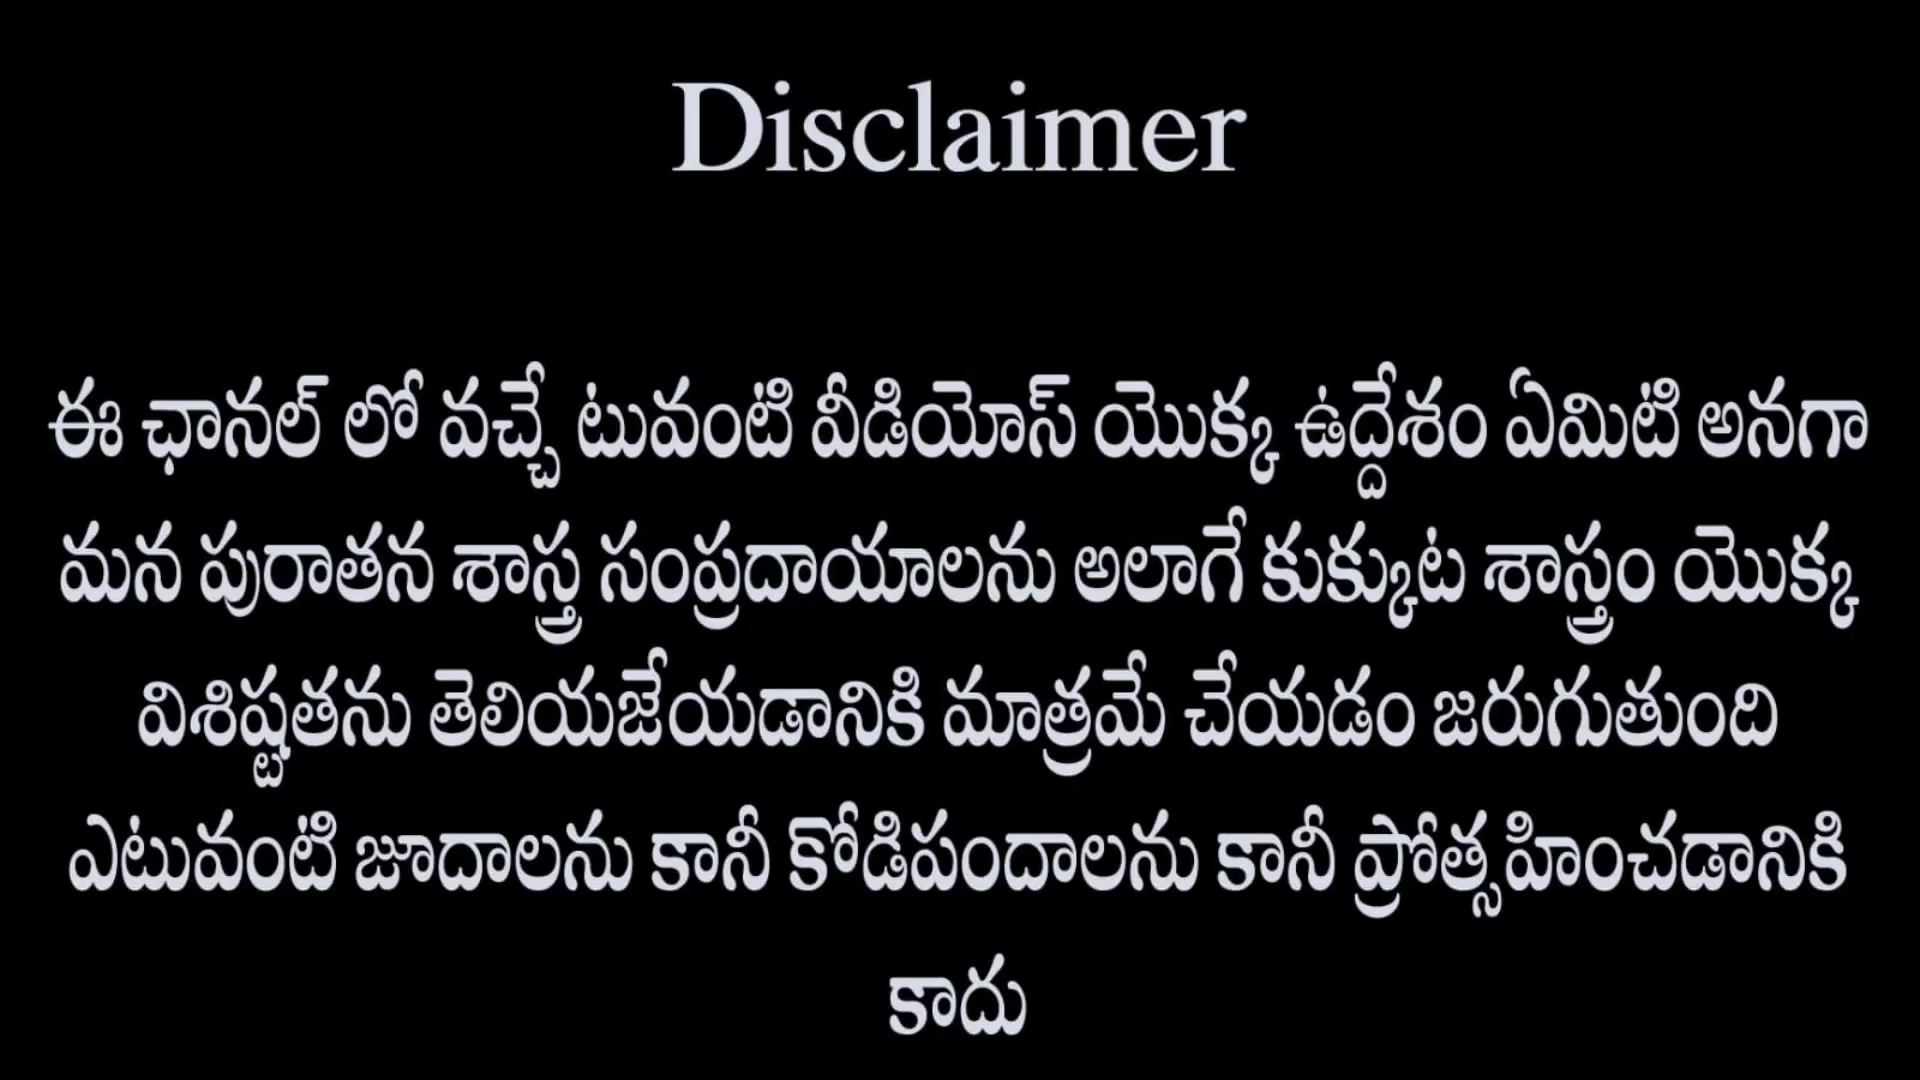 Disclaimer
ఈ ఛానల్ లో వచ్చే టువంటి వీడియోస్ యొక్క ఉద్దేశం ఏమిటి అనగా
మన పురాతన శాస్త్ర సంప్రదాయాలను అలాగే కుక్కుట శాస్త్రం యొక్క
విశిష్టతను తెలియజేయడానికి మాత్రమే చేయడం జరుగుతుంది
ఎటువంటి జూదాలను కానీ కోడిపందాలను కానీ ప్రోత్సహించడానికి
కాదు